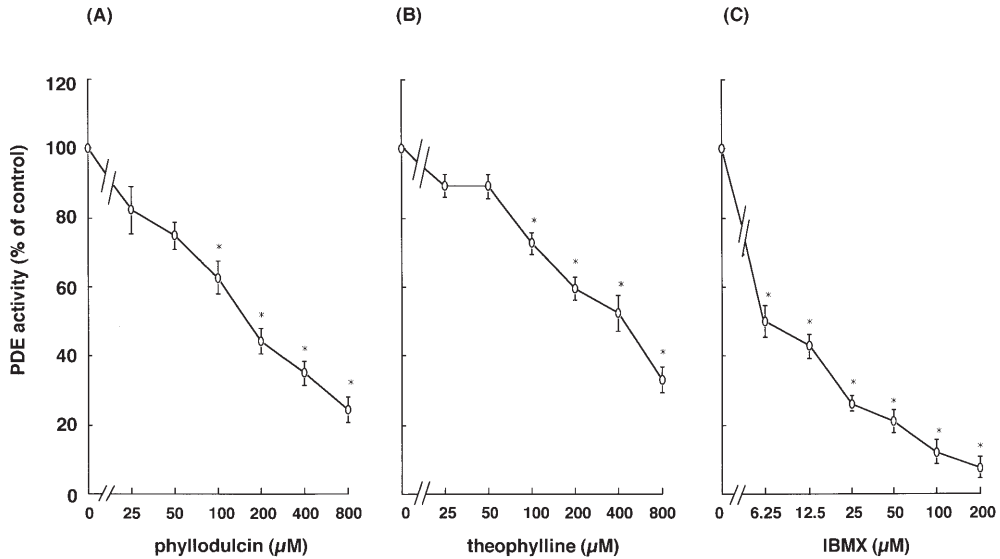 (A)
(B)
(C)
PDE activity (% of control)
120
100
80
60
40
20
0
*
*
*
*
*
*
*
*
*
*
*
*
*
*
0 25 50 100 200 400 800
0 25 50 100 200 400 800
0 6.25 12.5 25 50 100 200
phyllodulcin (µM)
theophylline (µM)
IBMX (µM)